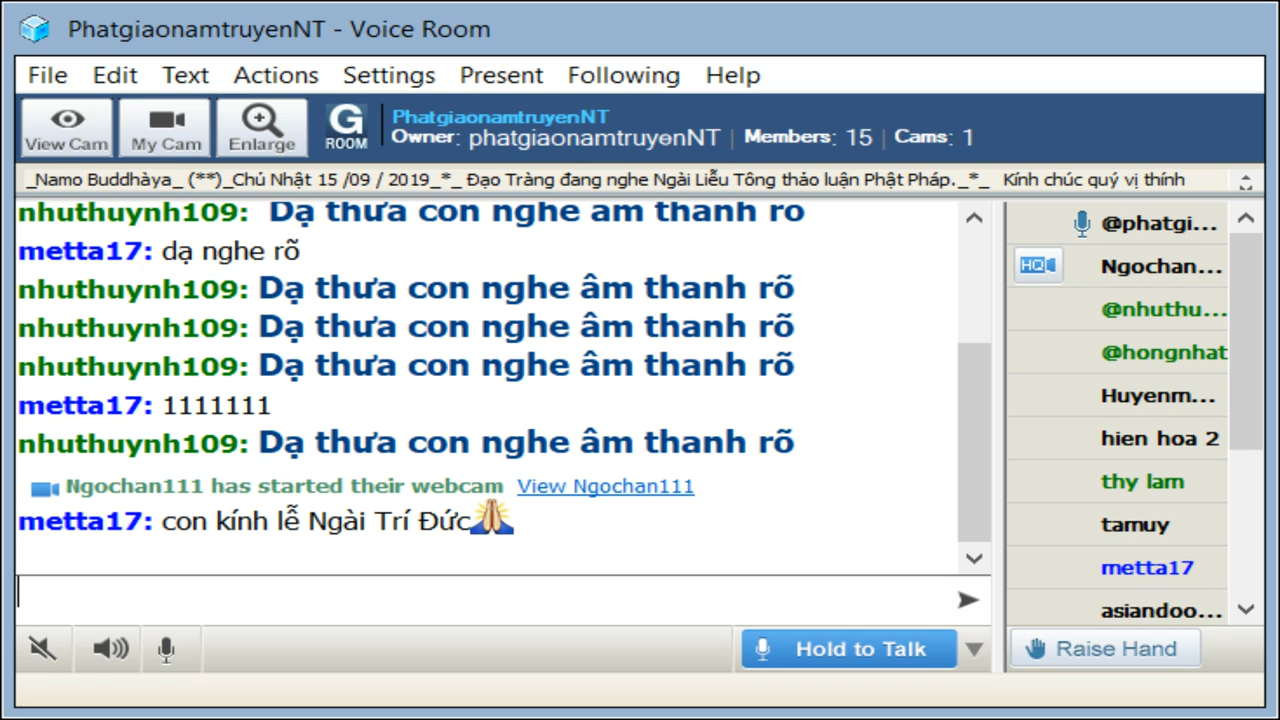 PhatgiaonamtruyenNT - Voice Room
File Edit Text Actions Settings Present Following Help
View Cam My Cam Enlarge G ROOM
PhatgiaonamtruyenNT
Owner: phatgiaonamtruyenNT | Members: 15 | Cams: 1
_Namo Buddhàya_ (**)_Chủ Nhật 15 /09 / 2019_*_ Đạo Tràng đang nghe Ngài Liễu Tông thảo luận Phật Pháp._*_ Kính chúc quý vị thính
nhuthuynh109: Dạ thưa con nghe âm thanh rõ
metta17: dạ nghe rõ
nhuthuynh109: Dạ thưa con nghe âm thanh rõ
nhuthuynh109: Dạ thưa con nghe âm thanh rõ
nhuthuynh109: Dạ thưa con nghe âm thanh rõ
metta17: 1111111
nhuthuynh109: Dạ thưa con nghe âm thanh rõ
Ngochan111 has started their webcam View Ngochan111
metta17: con kính lễ Ngài Trí Đức🙏
@phatgi...
HQ Ngochan...
@nhuthu...
@hongnhat
Huyenm...
hien hoa 2
thy lam
tamuy
metta17
asiandoo...
Hold to Talk
Raise Hand